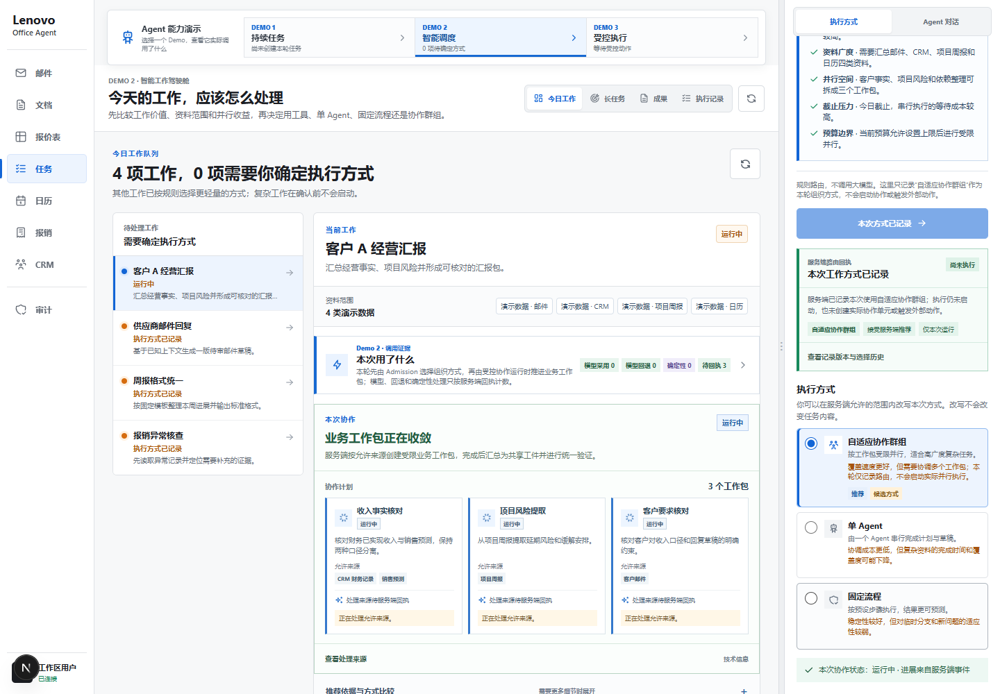 Lenovo
Office Agent
邮件
文档
报价表
任务
日历
报销
CRM
审计
N
工作区用户
已连接
Agent 能力演示
选择一个 Demo，查看它实际调
用了什么
DEMO 1
持续任务
尚未创建本轮任务
DEMO 2
智能调度
0 项待确定方式
DEMO 3
受控执行
等待受控动作
DEMO 2 · 智能工作驾驶舱
今天的工作，应该怎么处理
先比较工作价值、资料范围和并行收益，再决定用工具、单 Agent、固定流程还是协作群组。
今日工作
长任务
成果
执行记录
今日工作队列
4 项工作，0 项需要你确定执行方式
其他工作已按规则选择更轻量的方式；复杂工作在确认前不会启动。
待处理工作
需要确定执行方式
客户 A 经营汇报
运行中
汇总经营事实、项目风险并形成可核对的汇报...
供应商邮件回复
执行方式已记录
基于已知上下文生成一版待审邮件草稿。
周报格式统一
执行方式已记录
按固定模板整理本周进展并输出标准格式。
报销异常核查
执行方式已记录
先读取异常记录并定位需要补充的证据。
当前工作
客户 A 经营汇报
汇总经营事实、项目风险并形成可核对的汇报包。
运行中
资料范围
4 类演示数据
演示数据 · 邮件
演示数据 · CRM
演示数据 · 项目周报
演示数据 · 日历
Demo 2 · 调用证据
本次用了什么
本轮先由 Admission 选择组织方式，再由受控协作运行时推进业务工作
包；模型、回退和确定性处理只按服务端回执计数。
模型采用 0
模型回退 0
确定性 0
待回执 3
本次协作
业务工作包正在收敛
服务端按允许来源创建受限业务工作包，完成后汇总为共享工件并进行统一验证。
运行中
协作计划
3 个工作包
收入事实核对
运行中
核对财务已实现收入与销售预测，保持
两种口径分离。
允许来源
CRM 财务记录
销售预测
处理来源待服务端回执
正在处理允许来源。
项目风险提取
运行中
从项目周报提取延期风险和缓解安排。
允许来源
项目周报
处理来源待服务端回执
正在处理允许来源。
客户要求核对
运行中
核对客户对收入口径和回复草稿的明确
约束。
允许来源
客户邮件
处理来源待服务端回执
正在处理允许来源。
查看处理来源
技术信息
推荐依据与方式比较
需要更多细节时展开
执行方式
Agent 对话
较高。
资料广度 · 需要汇总邮件、CRM、项目周报和
日历四类资料。
并行空间 · 客户事实、项目风险和依赖整理可
拆成三个工作包。
截止压力 · 今日截止，串行执行的等待成本较
高。
预算边界 · 当前预算允许设置上限后进行受限
并行。
规则路由，不调用大模型。这里只记录“自适应协作群组”作为
本轮组织方式，不会启动协作或触发外部动作。
本次方式已记录
服务端路由回执
本次工作方式已记录
尚未执行
服务端已记录本次使用自适应协作群组；执行仍未启
动，也未创建实际协作单元或触发外部动作。
自适应协作群组
接受服务端推荐
仅本次运行
查看记录版本与选择历史
执行方式
你可以在服务端允许的范围内改写本次方式。改写不会改
变任务内容。
自适应协作群组
按工作包受限并行，适合高广度复杂任务。
覆盖速度更好，但需要协调多个工作包；本
轮仅记录路由，不会启动实际并行执行。
推荐
候选方式
单 Agent
由一个 Agent 串行完成计划与草稿。
协调成本更低，但复杂资料的完成时间和覆
盖度可能下降。
固定流程
按预设步骤执行，结果更可预测。
稳定性较好，但对临时分支和新问题的适应
性较弱。
本次协作状态：运行中 · 进展来自服务端事件